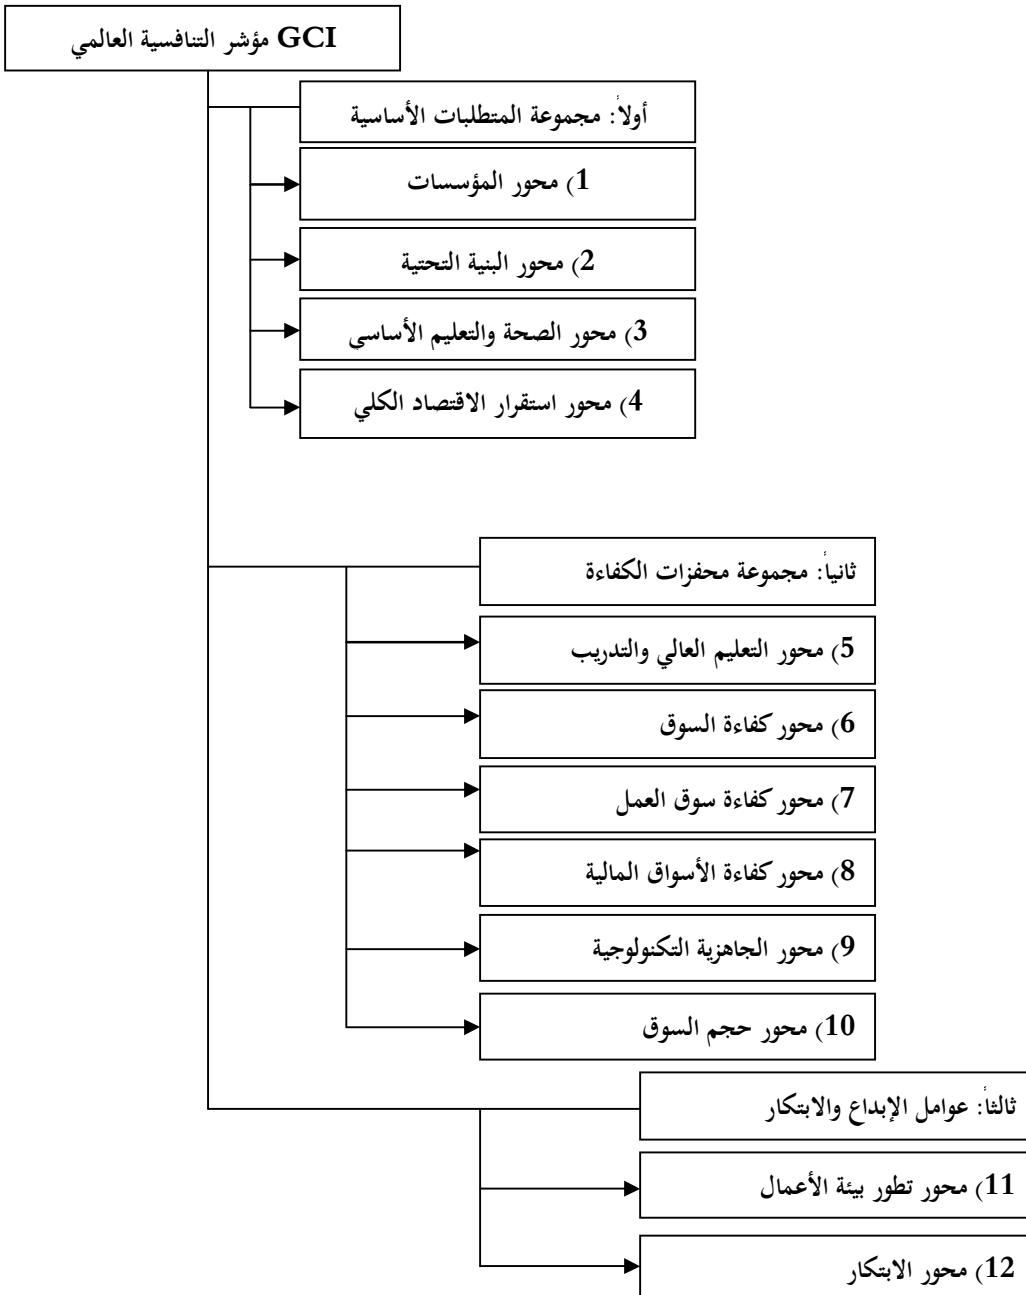 مؤشر التنافسية العالمي GCI
أولاً: مجموعة المتطلبات الأساسية
1) محور المؤسسات
2) محور البنية التحتية
3) محور الصحة والتعليم الأساسي
4) محور استقرار الاقتصاد الكلي
ثانياً: مجموعة محفزات الكفاءة
5) محور التعليم العالي والتدريب
6) محور كفاءة السوق
7) محور كفاءة سوق العمل
8) محور كفاءة الأسواق المالية
9) محور الجاهزية التكنولوجية
10) محور حجم السوق
ثالثاً: عوامل الإبداع والابتكار
11) محور تطور بيئة الأعمال
12) محور الابتكار